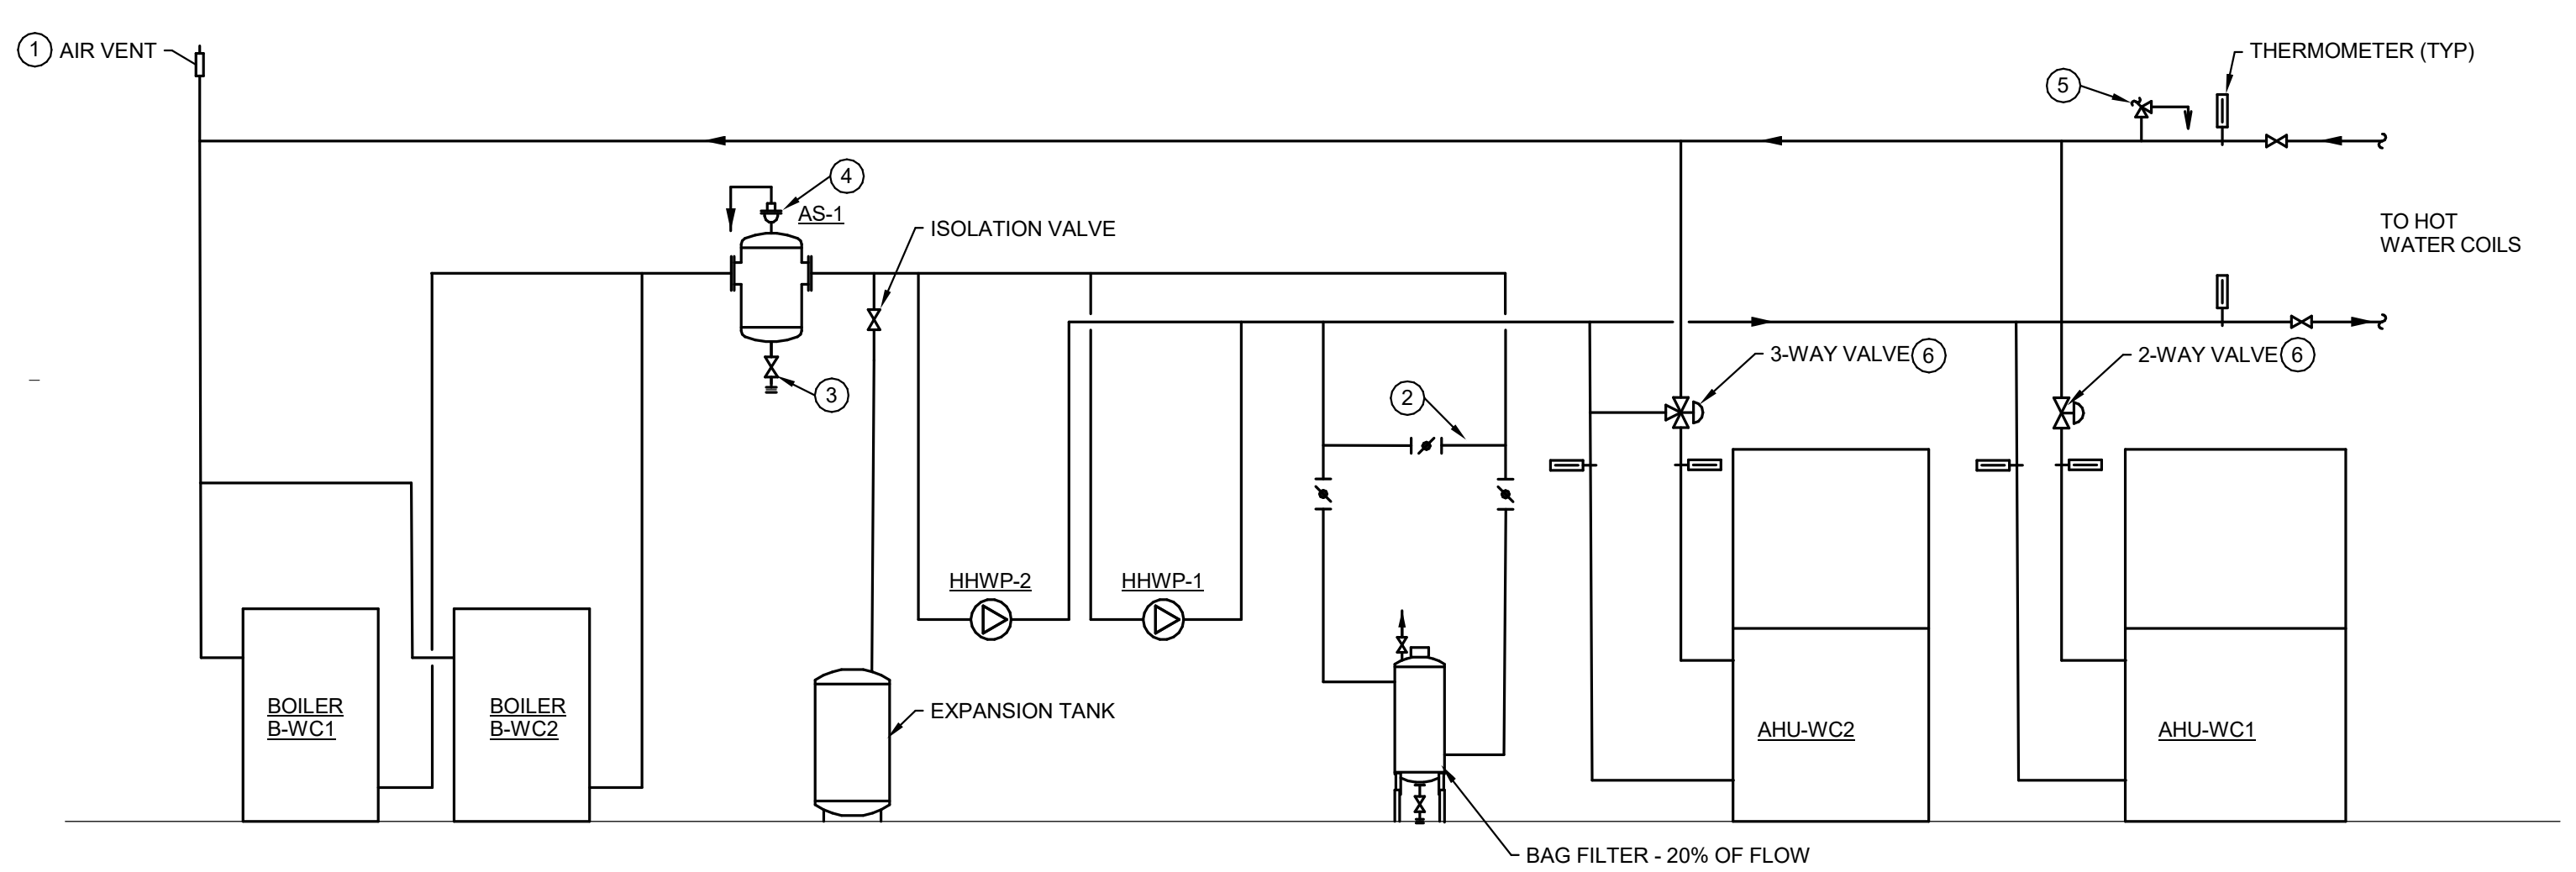 1 AIR VENT
THERMOMETER (TYP)
5
4
AS-1
ISOLATION VALVE
TO HOT
WATER COILS
3-WAY VALVE 6
2-WAY VALVE 6
3
2
HHWP-2
HHWP-1
BOILER
B-WC1
BOILER
B-WC2
EXPANSION TANK
AHU-WC2
AHU-WC1
BAG FILTER - 20% OF FLOW